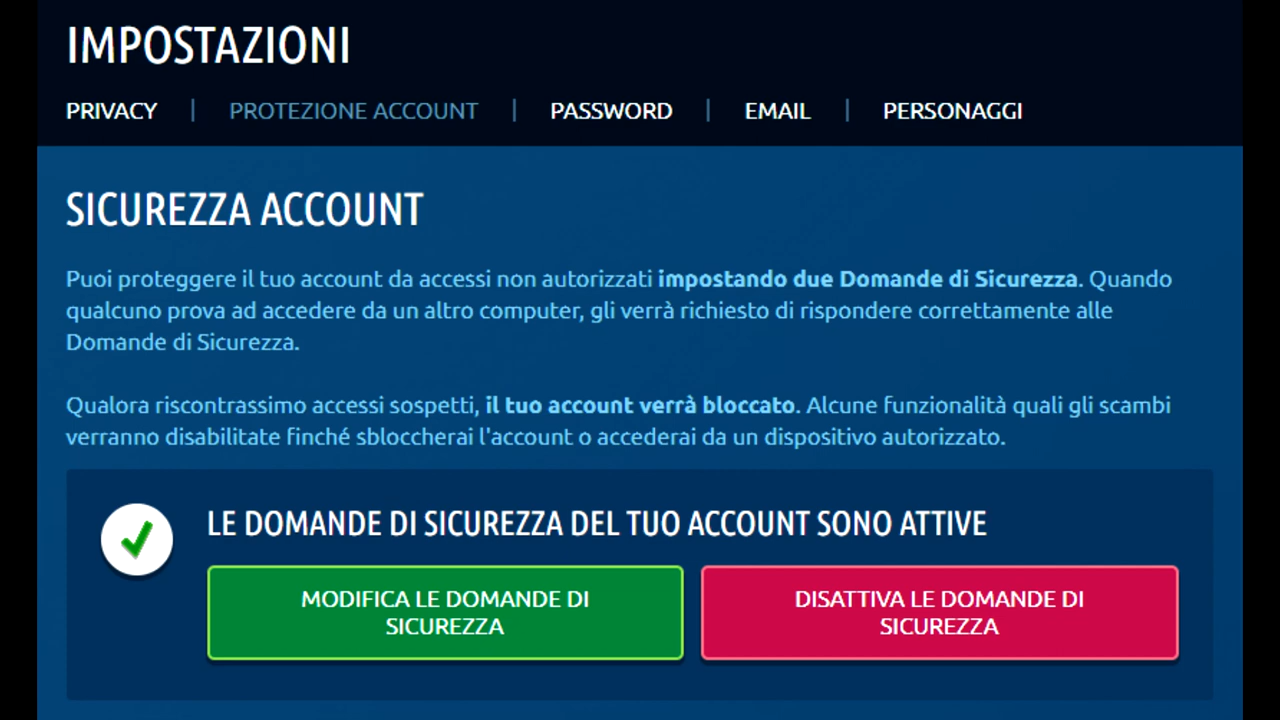 IMPOSTAZIONI
PRIVACY | PROTEZIONE ACCOUNT | PASSWORD | EMAIL | PERSONAGGI
SICUREZZA ACCOUNT
Puoi proteggere il tuo account da accessi non autorizzati impostando due Domande di Sicurezza. Quando
qualcuno prova ad accedere da un altro computer, gli verrà richiesto di rispondere correttamente alle
Domande di Sicurezza.
Qualora riscontrassimo accessi sospetti, il tuo account verrà bloccato. Alcune funzionalità quali gli scambi
verranno disabilitate finché sbloccherai l'account o accederai da un dispositivo autorizzato.
LE DOMANDE DI SICUREZZA DEL TUO ACCOUNT SONO ATTIVE
MODIFICA LE DOMANDE DI
SICUREZZA
DISATTIVA LE DOMANDE DI
SICUREZZA